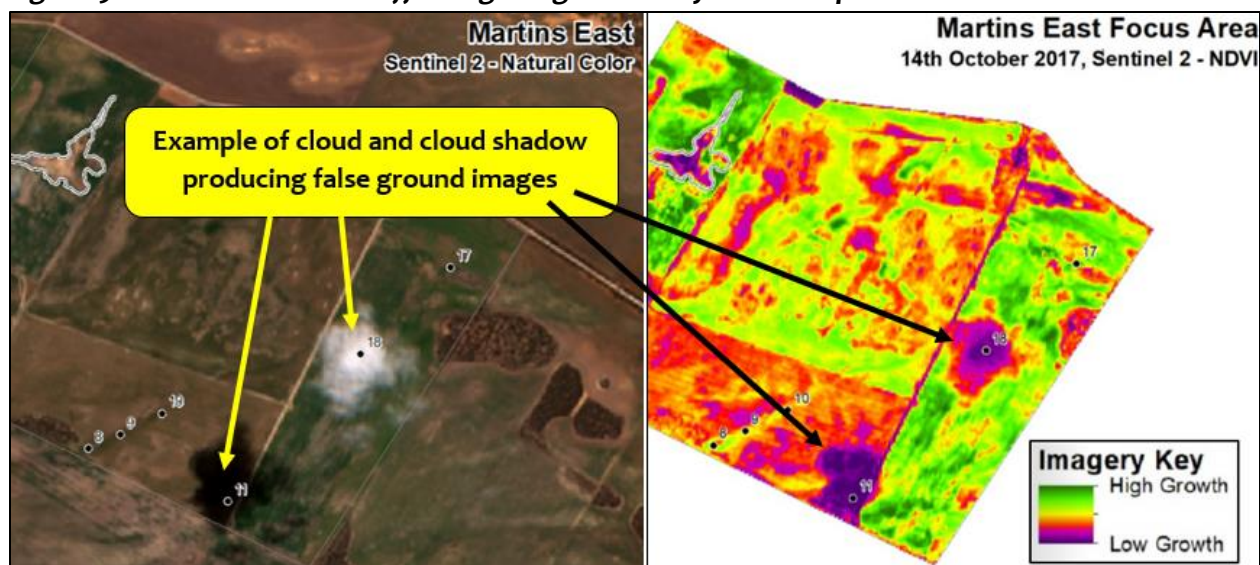 Martins East
Sentinel 2 - Natural Color
Example of cloud and cloud shadow
producing false ground images
17
18
10
9
8
11
Martins East Focus Area
14th October 2017, Sentinel 2 - NDVI
17
18
10
9
8
11
Imagery Key
High Growth
Low Growth